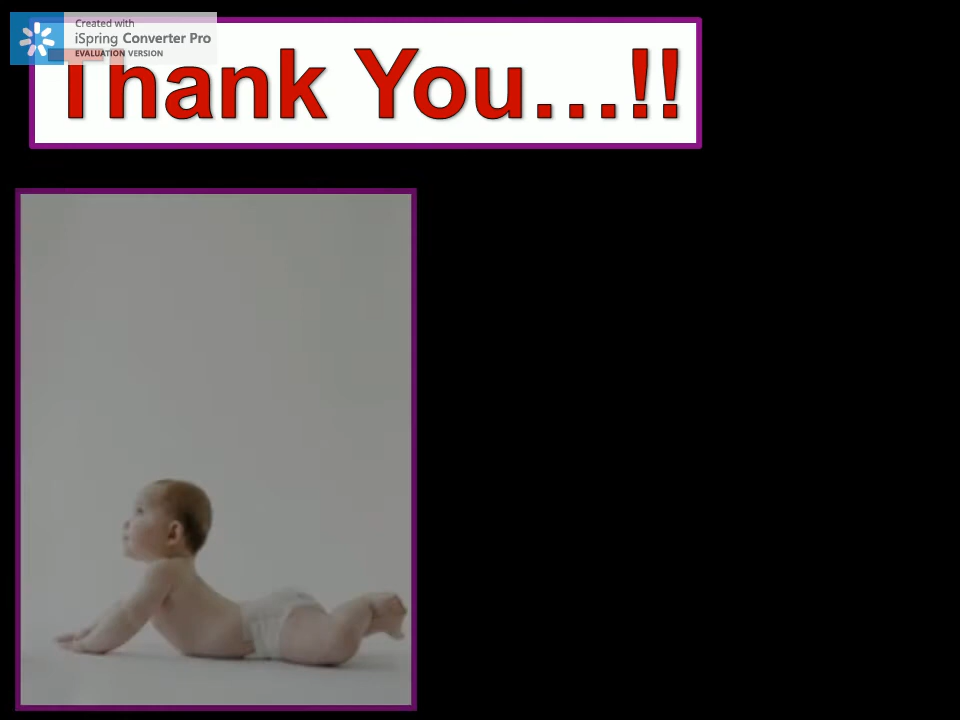 Created with
iSpring Converter Pro
EVALUATION VERSION
Thank You...!!